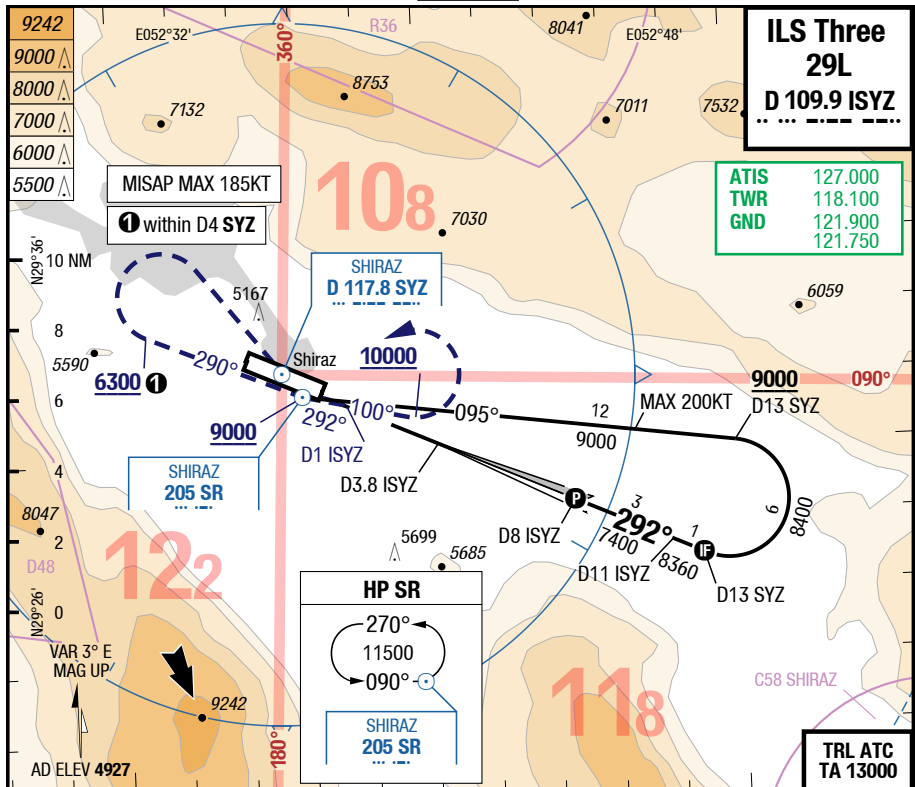 9242
9000
8000
7000
6000
5500
E052°32'
360°
R36
8041
E052°48'
ILS Three
29L
D 109.9 ISYZ
8753
7132
7011
7532
MISAP MAX 185KT
1 within D4 SYZ
108
ATIS 127.000
TWR 118.100
GND 121.900
121.750
7030
N29°36'
10 NM
SHIRAZ
D 117.8 SYZ
5167
6059
8
5590
Shiraz
10000
290°
6300 1
9000
090°
D13 SYZ
MAX 200KT
6
100°
095°
12
9000
9000
292°
D1 ISYZ
SHIRAZ
205 SR
4
D3.8 ISYZ
P
3
292°
1
6
8400
D8 ISYZ
7400
8360
IF
8047
2
D48
122
5699
5685
D11 ISYZ
D13 SYZ
HP SR
270°
11500
090°
SHIRAZ
205 SR
N29°26'
0
VAR 3° E
MAG UP
9242
118
C58 SHIRAZ
180°
AD ELEV 4927
TRL ATC
TA 13000